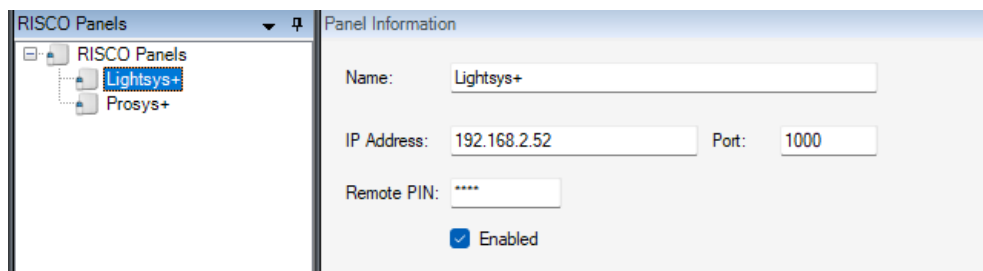 RISCO Panels
RISCO Panels
Lightsys+
Prosys+
Panel Information
Name: Lightsys+
IP Address: 192.168.2.52 Port: 1000
Remote PIN: ****
Enabled